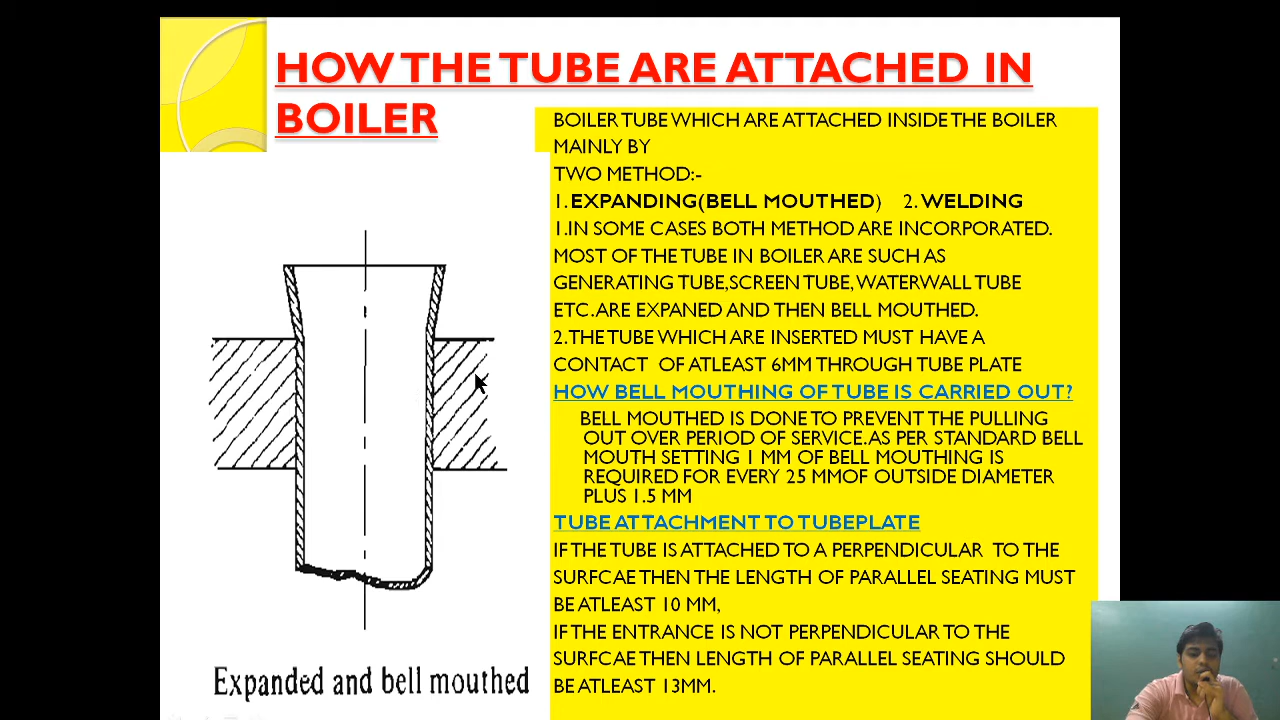 HOW THE TUBE ARE ATTACHED IN
BOILER
BOILER TUBE WHICH ARE ATTACHED INSIDE THE BOILER
MAINLY BY
TWO METHOD:-
1. EXPANDING(BELL MOUTHED) 2. WELDING
1.IN SOME CASES BOTH METHOD ARE INCORPORATED.
MOST OF THE TUBE IN BOILER ARE SUCH AS
GENERATING TUBE,SCREEN TUBE, WATERWALL TUBE
ETC. ARE EXPANED AND THEN BELL MOUTHED.
2.THE TUBE WHICH ARE INSERTED MUST HAVE A
CONTACT OF ATLEAST 6MM THROUGH TUBE PLATE
HOW BELL MOUTHING OF TUBE IS CARRIED OUT?
BELL MOUTHED IS DONE TO PREVENT THE PULLING
OUT OVER PERIOD OF SERVICE.AS PER STANDARD BELL
MOUTH SETTING 1 MM OF BELL MOUTHING IS
REQUIRED FOR EVERY 25 MMOF OUTSIDE DIAMETER
PLUS 1.5 MM
TUBE ATTACHMENT TO TUBEPLATE
IF THE TUBE IS ATTACHED TO A PERPENDICULAR TO THE
SURFCAE THEN THE LENGTH OF PARALLEL SEATING MUST
BE ATLEAST 10 MM,
IF THE ENTRANCE IS NOT PERPENDICULAR TO THE
SURFCAE THEN LENGTH OF PARALLEL SEATING SHOULD
BE ATLEAST 13MM.
Expanded and bell mouthed